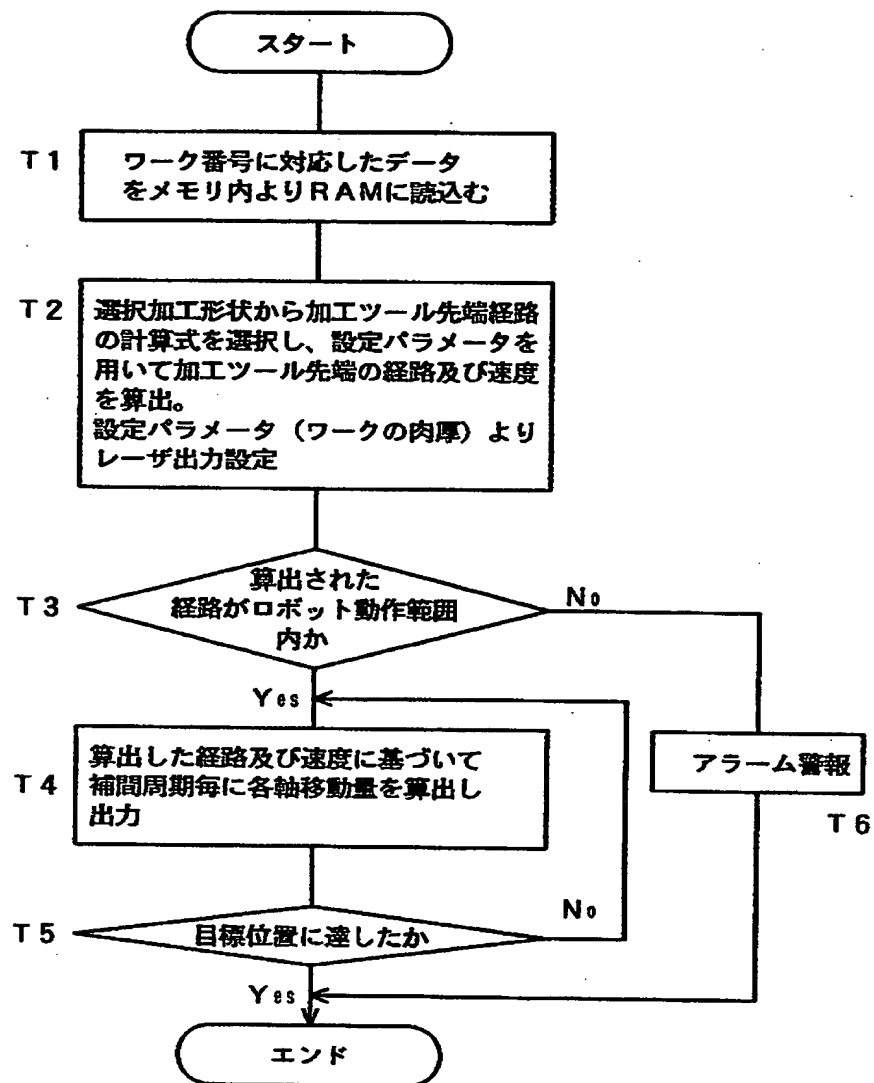 スタート
T1
ワーク番号に対応したデータ
をメモリ内よりRAMに読込む
T2
選択加工形状から加工ツール先端経路
の計算式を選択し、設定パラメータを
用いて加工ツール先端の経路及び速度
を算出。
設定パラメータ（ワークの肉厚）より
レーザ出力設定
T3
算出された
経路がロボット動作範囲
内か
No
Yes
T4
算出した経路及び速度に基づいて
補間周期毎に各軸移動量を算出し
出力
アラーム警報
T6
T5
目標位置に達したか
No
Yes
エンド